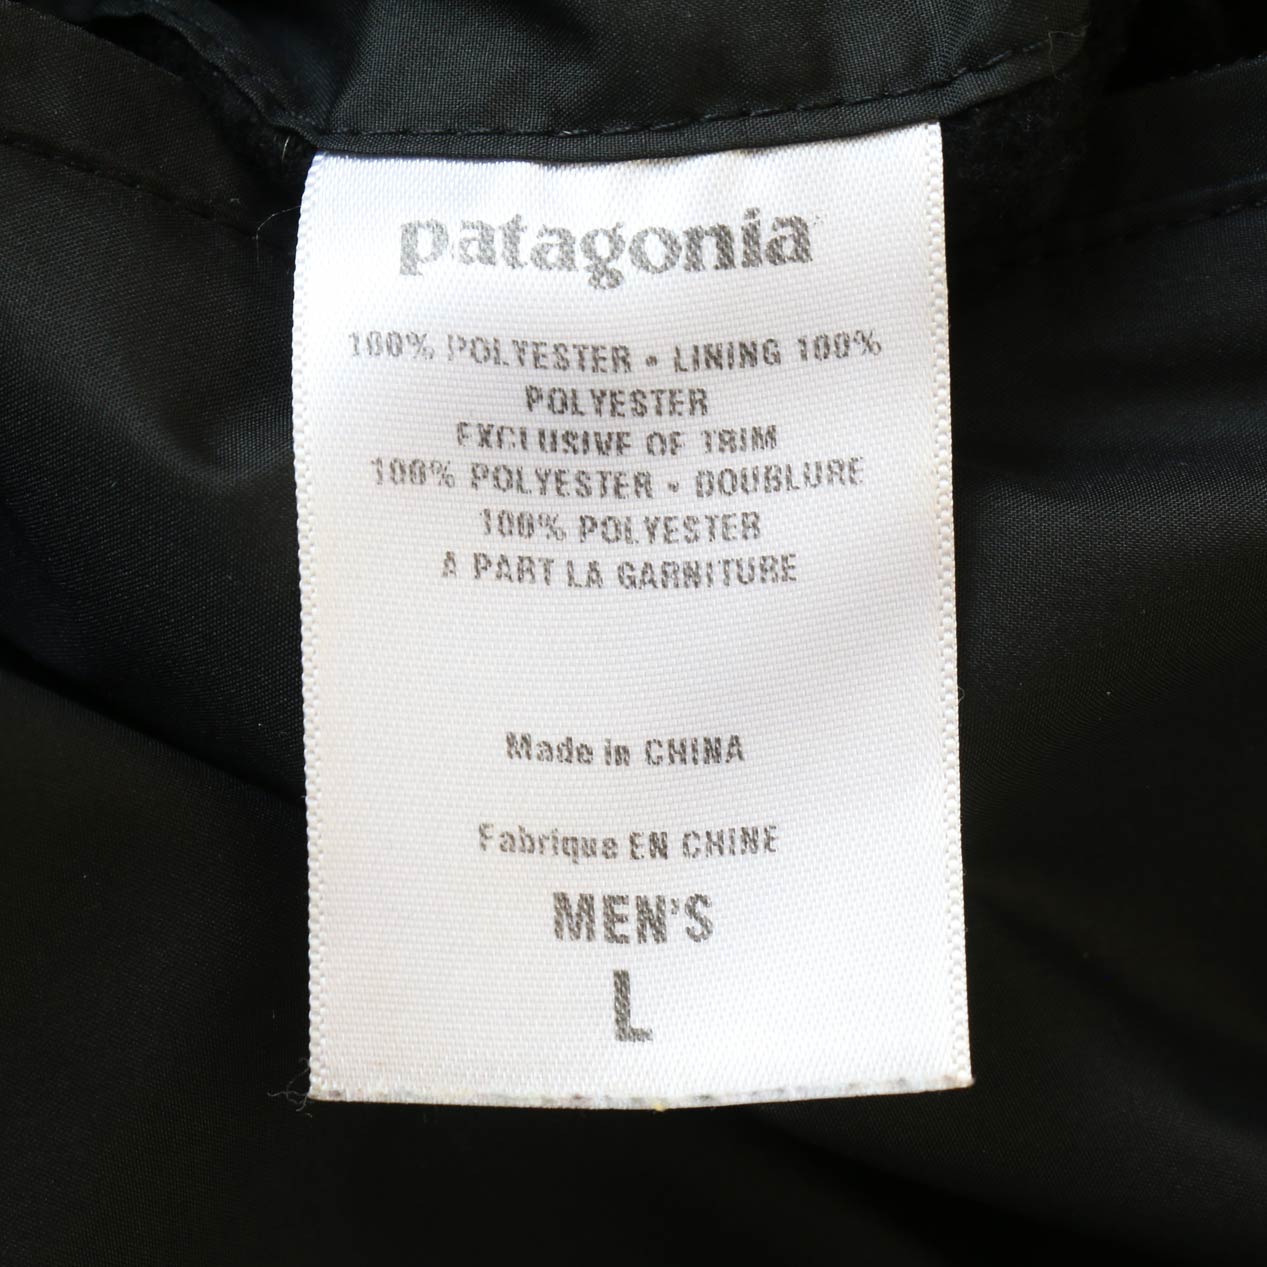 patagonia
100% POLYESTER • LINING 100%
POLYESTER
EXCLUSIVE OF TRIM
100% POLYESTER • DOUBLURE
100% POLYESTER
A PART LA GARNITURE
Made in CHINA
Fabrique EN CHINE
MEN'S
L